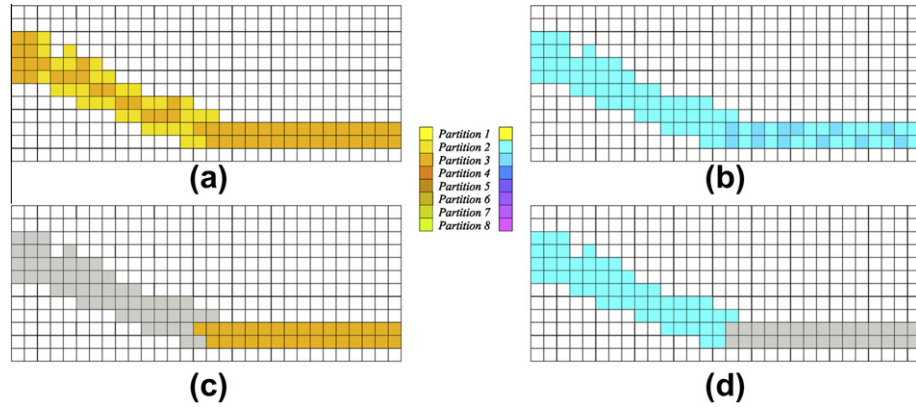 Partition 1
Partition 2
Partition 3
Partition 4
Partition 5
Partition 6
Partition 7
Partition 8
(a)
(b)
(c)
(d)